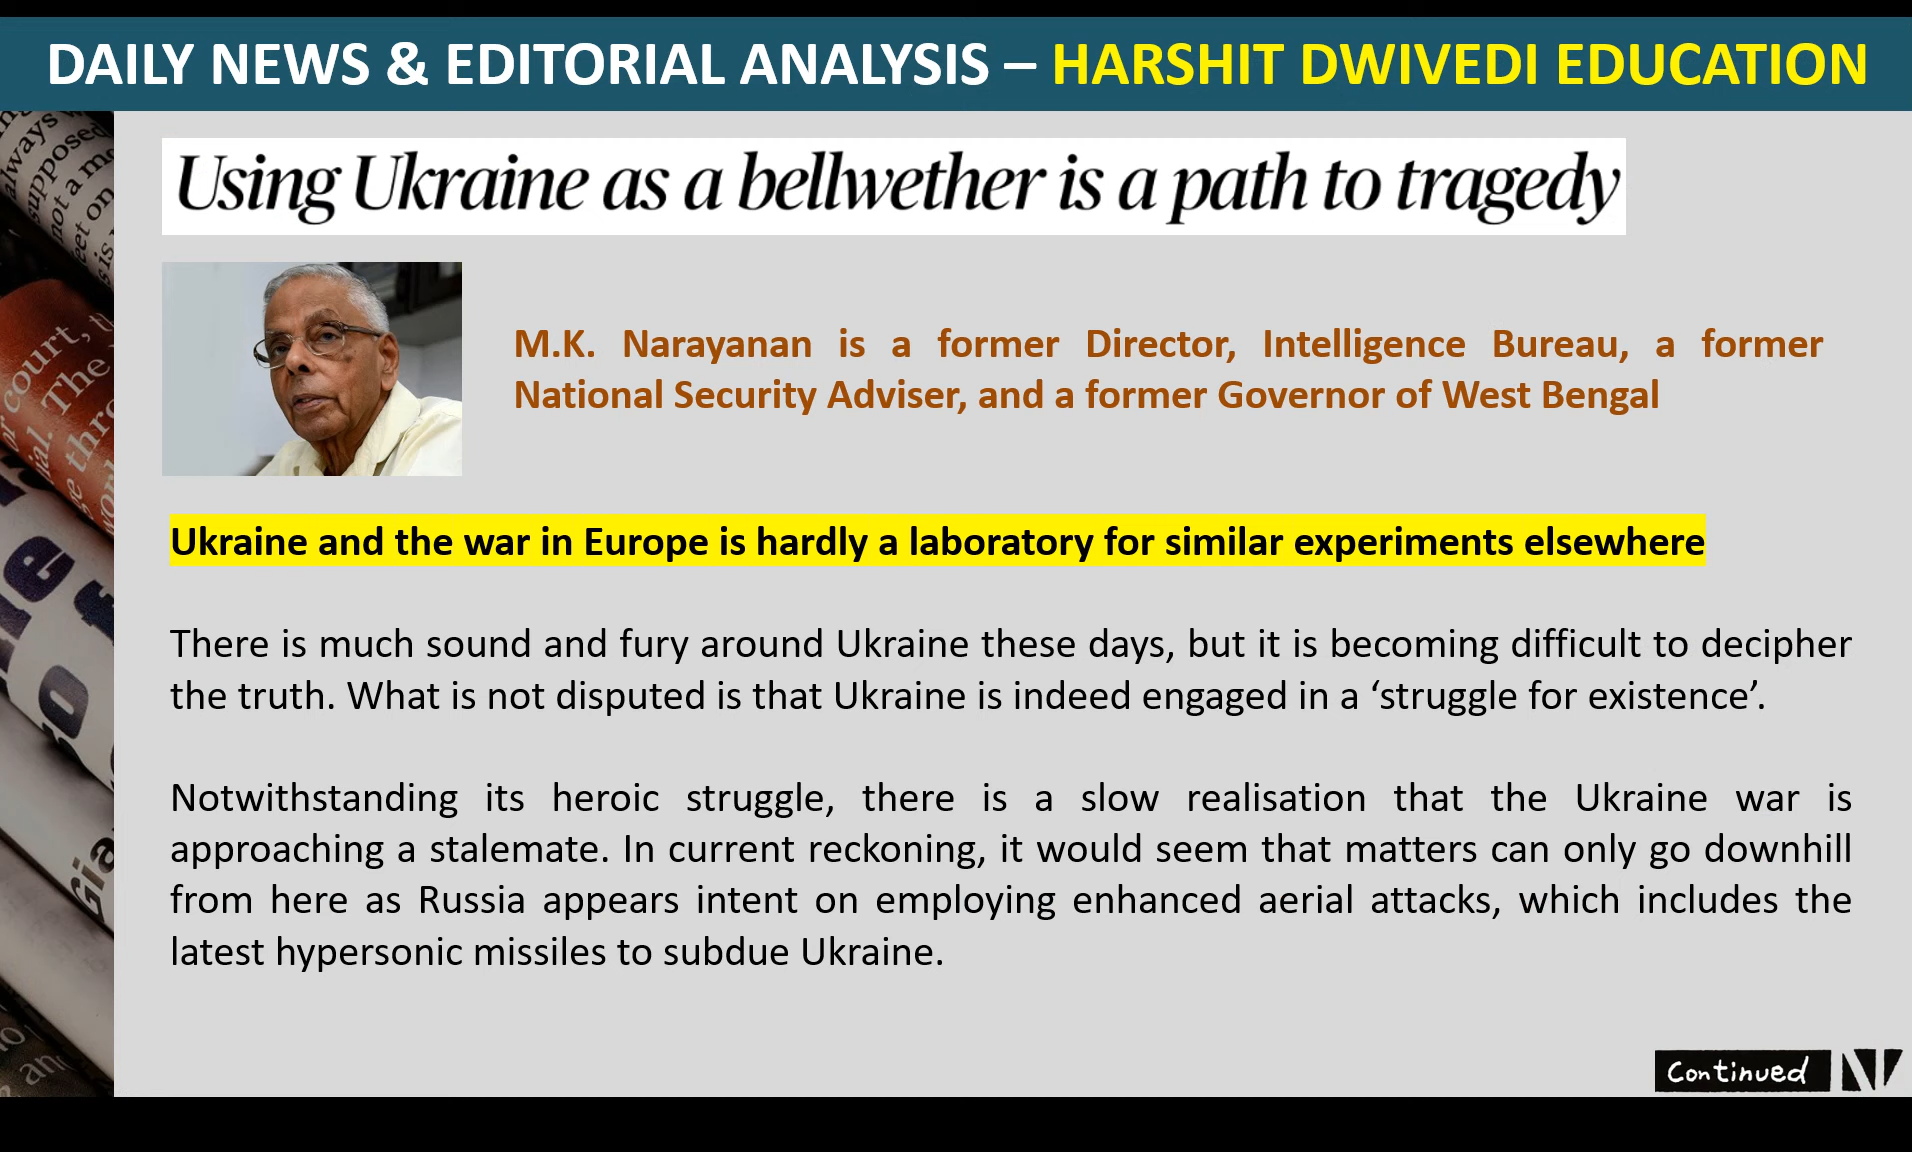 DAILY NEWS & EDITORIAL ANALYSIS – HARSHIT DWIVEDI EDUCATION
Using Ukraine as a bellwether is a path to tragedy
M.K. Narayanan is a former Director, Intelligence Bureau, a former
National Security Adviser, and a former Governor of West Bengal
Ukraine and the war in Europe is hardly a laboratory for similar experiments elsewhere
There is much sound and fury around Ukraine these days, but it is becoming difficult to decipher
the truth. What is not disputed is that Ukraine is indeed engaged in a ‘struggle for existence’.
Notwithstanding its heroic struggle, there is a slow realisation that the Ukraine war is
approaching a stalemate. In current reckoning, it would seem that matters can only go downhill
from here as Russia appears intent on employing enhanced aerial attacks, which includes the
latest hypersonic missiles to subdue Ukraine.
Continued
always
supposed
not a
court,
The